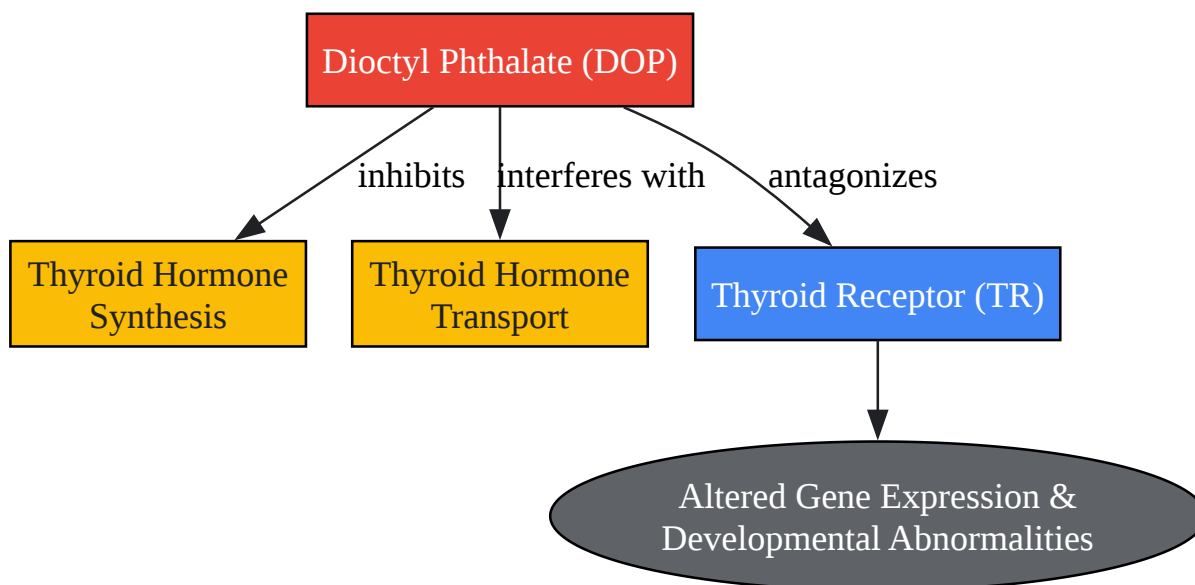 Dioctyl Phthalate (DOP)
inhibits
interferes with
antagonizes
Thyroid Hormone
Synthesis
Thyroid Hormone
Transport
Thyroid Receptor (TR)
Altered Gene Expression &
Developmental Abnormalities